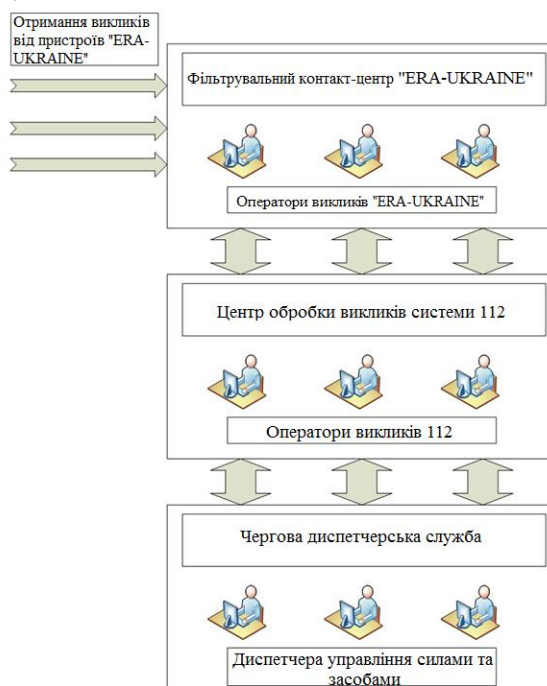 Отримання викликів
від пристроїв "ERA-
UKRAINE"
Фільтрувальний контакт-центр "ERA-UKRAINE"
Оператори викликів "ERA-UKRAINE"
Центр обробки викликів системи 112
Оператори викликів 112
Чергова диспетчерська служба
Диспетчера управління силами та
засобами